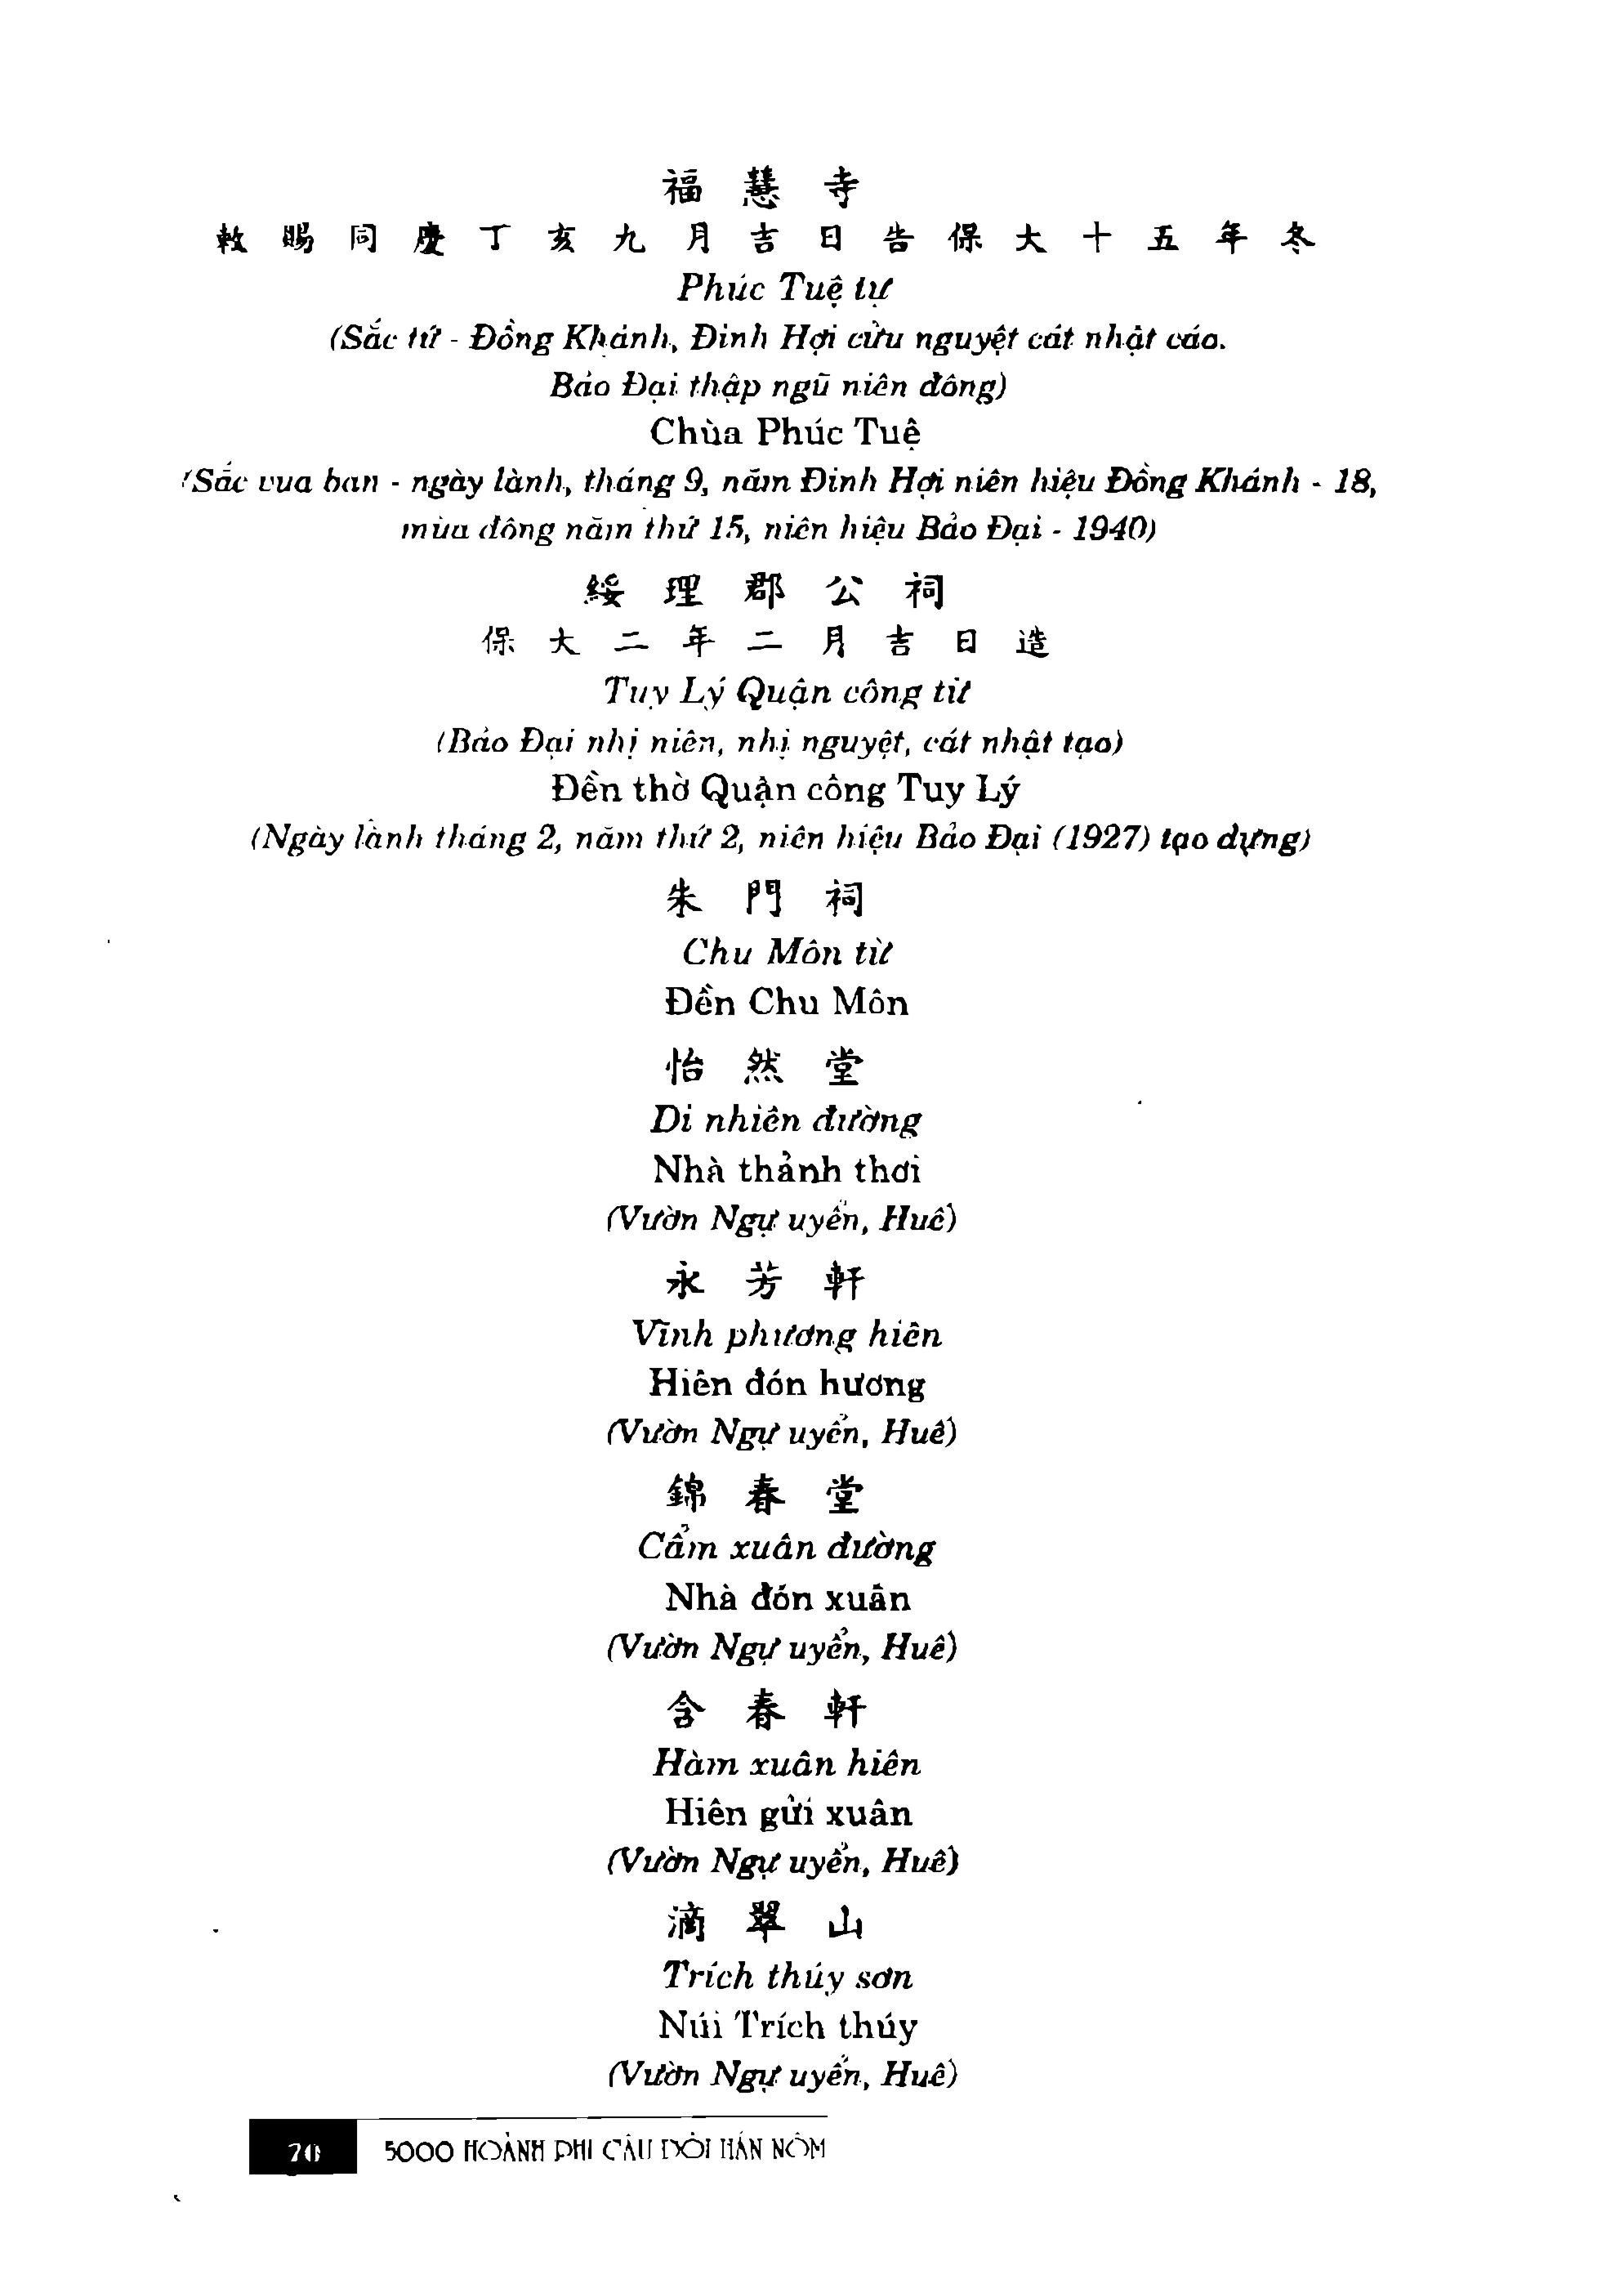 福慧寺
敕賜同慶丁亥九月吉日告保大十五年冬
Phúc Tuệ tự
(Sắc tứ - Đồng Khánh, Đinh Hợi cửu nguyệt cát nhật cáo.
Bảo Đại thập ngũ niên đông)
Chùa Phúc Tuệ
(Sắc vua ban - ngày lành, tháng 9, năm Đinh Hợi niên hiệu Đồng Khánh - 18,
mùa đông năm thứ 15, niên hiệu Bảo Đại - 1940)
綏理郡公祠
保大二年二月吉日造
Tuy Lý Quận công từ
(Bảo Đại nhị niên, nhị nguyệt, cát nhật tạo)
Đền thờ Quận công Tuy Lý
(Ngày lành tháng 2, năm thứ 2, niên hiệu Bảo Đại (1927) tạo dựng)
朱門祠
Chu Môn từ
Đền Chu Môn
怡然堂
Di nhiên đường
Nhà thảnh thơi
(Vườn Ngự uyển, Huế)
永芳軒
Vĩnh phương hiên
Hiên đón hương
(Vườn Ngự uyển, Huế)
錦春堂
Cẩm xuân đường
Nhà đón xuân
(Vườn Ngự uyển, Huế)
含春軒
Hàm xuân hiên
Hiên gửi xuân
(Vườn Ngự uyển, Huế)
滴翠山
Trích thúy sơn
Núi Trích thúy
(Vườn Ngự uyển, Huế)
70 5000 HOÀNH PHI CÂU ĐỐI HÁN NÔM